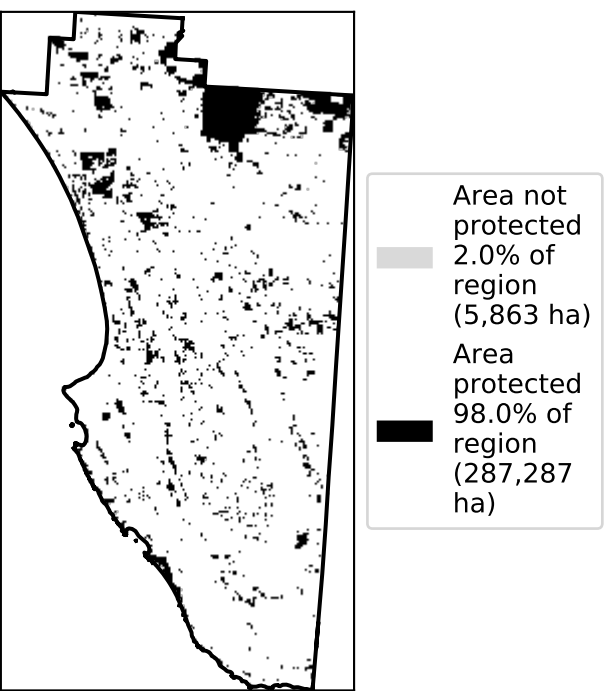 Area not
protected
2.0% of
region
(5,863 ha)
Area
protected
98.0% of
region
(287,287
ha)